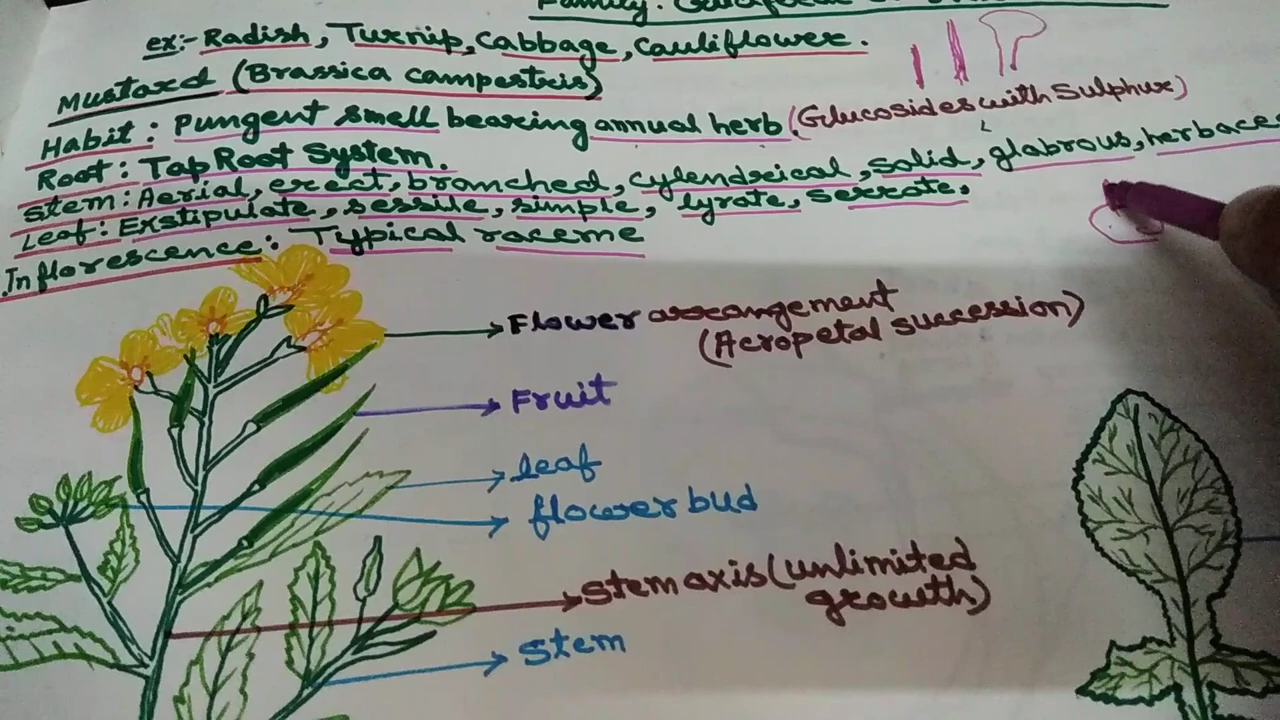 Family:
ex:- Radish, Turnip, Cabbage, Cauliflower.
Mustard (Brassica campestris)
Habit: Pungent smell bearing annual herb (Glucosides with Sulphur)
Root: Tap Root System.
Stem: Aerial, erect, branched, cylendrical, solid, glabrous, herbace
Leaf: Exstipulate, sessile, simple, lyrate, serrate.
Inflorescence: Typical raceme
Flower arrangement
(Acropetal succession)
Fruit
leaf
flower bud
Stem axis (unlimited
growth)
Stem